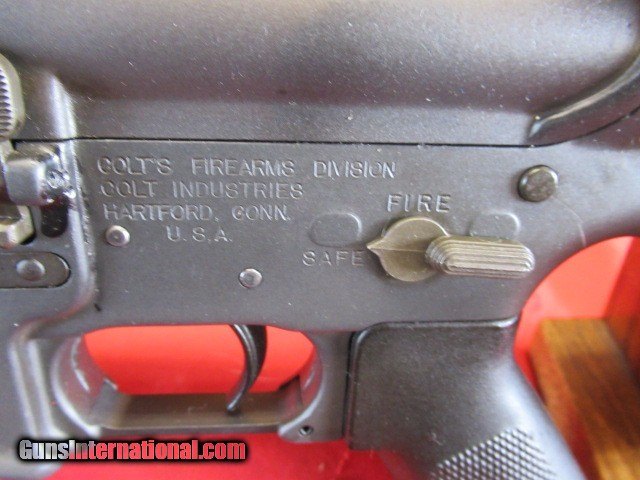 COLT'S FIREARMS DIVISION
COLT INDUSTRIES
HARTFORD, CONN.
U.S.A.
FIRE
SAFE
GunsInternational.com